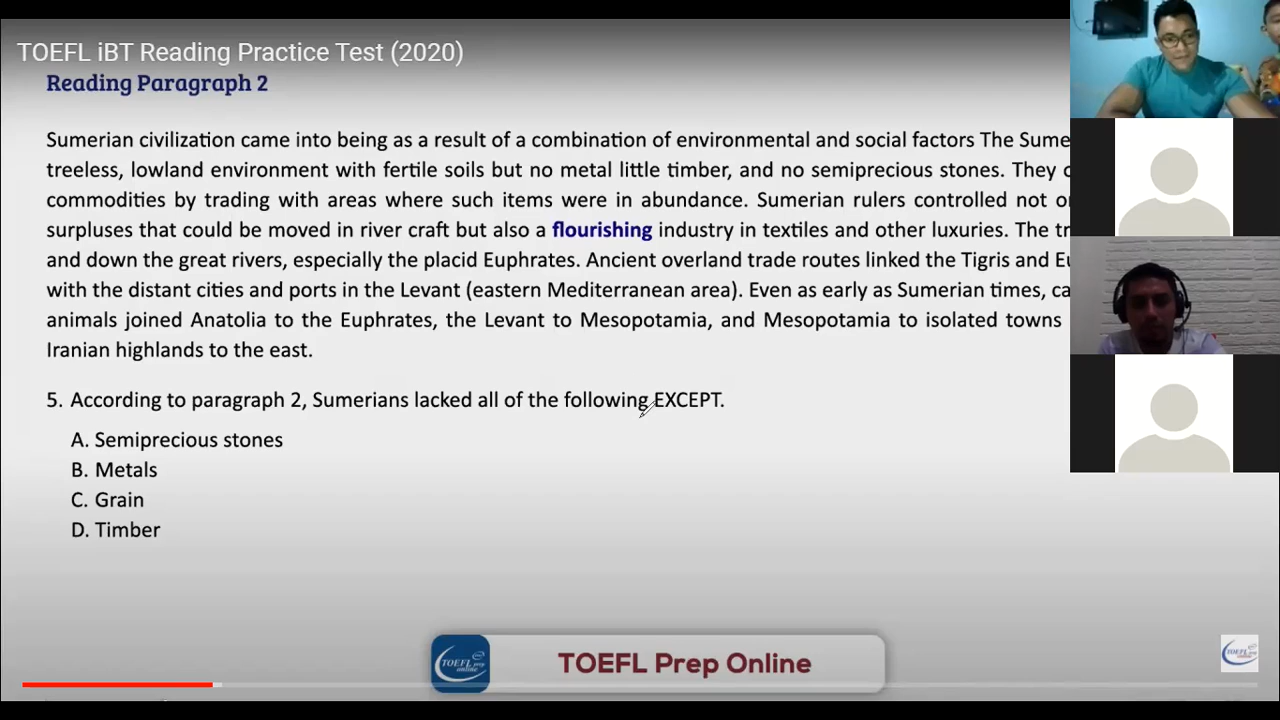 TOEFL iBT Reading Practice Test (2020)
Reading Paragraph 2
Sumerian civilization came into being as a result of a combination of environmental and social factors The Sume
treeless, lowland environment with fertile soils but no metal little timber, and no semiprecious stones. They
commodities by trading with areas where such items were in abundance. Sumerian rulers controlled not
surpluses that could be moved in river craft but also a flourishing industry in textiles and other luxuries. The
and down the great rivers, especially the placid Euphrates. Ancient overland trade routes linked the Tigris and
with the distant cities and ports in the Levant (eastern Mediterranean area). Even as early as Sumerian times,
animals joined Anatolia to the Euphrates, the Levant to Mesopotamia, and Mesopotamia to isolated towns
Iranian highlands to the east.
5. According to paragraph 2, Sumerians lacked all of the following EXCEPT.
A. Semiprecious stones
B. Metals
C. Grain
D. Timber
TOEFL prep online
TOEFL Prep Online
TOEFL prep online